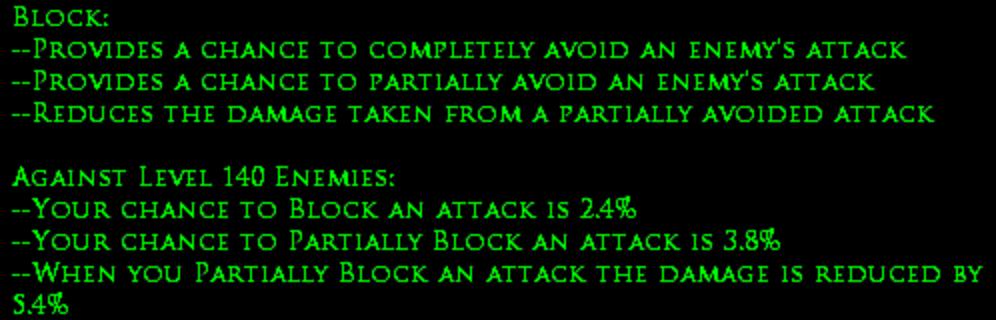 Block:
--Provides a chance to completely avoid an enemy's attack
--Provides a chance to partially avoid an enemy's attack
--Reduces the damage taken from a partially avoided attack
Against Level 140 Enemies:
--Your chance to Block an attack is 2.4%
--Your chance to Partially Block an attack is 3.8%
--When you Partially Block an attack the damage is reduced by
5.4%